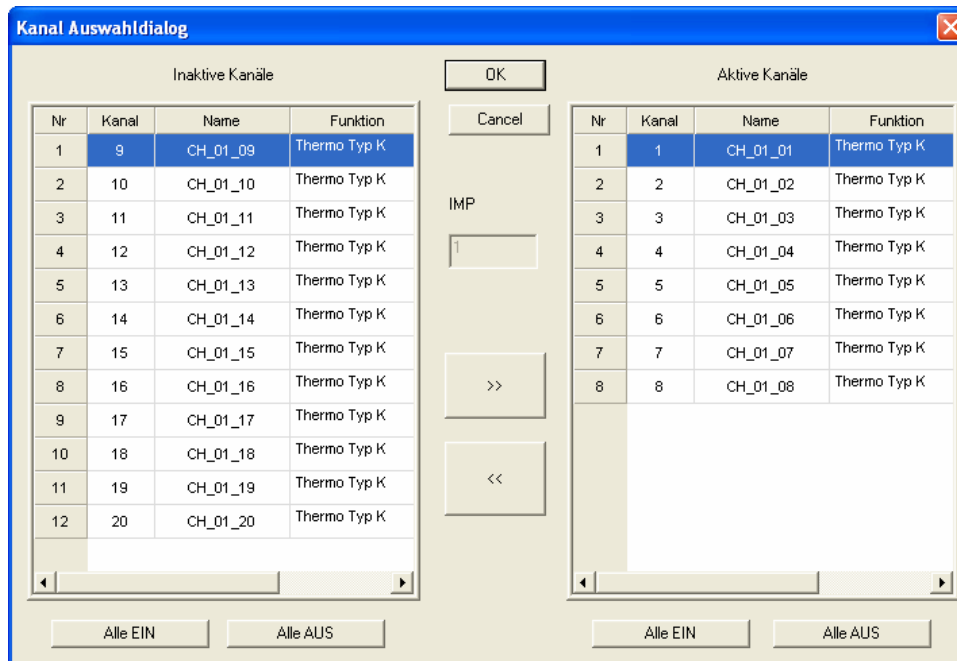 Kanal Auswahldialog
Inaktive Kanäle
OK
Aktive Kanäle
Cancel
Nr Kanal Name Funktion
1 9 CH_01_09 Thermo Typ K
2 10 CH_01_10 Thermo Typ K
3 11 CH_01_11 Thermo Typ K
4 12 CH_01_12 Thermo Typ K
5 13 CH_01_13 Thermo Typ K
6 14 CH_01_14 Thermo Typ K
7 15 CH_01_15 Thermo Typ K
8 16 CH_01_16 Thermo Typ K
9 17 CH_01_17 Thermo Typ K
10 18 CH_01_18 Thermo Typ K
11 19 CH_01_19 Thermo Typ K
12 20 CH_01_20 Thermo Typ K
Alle EIN Alle AUS
IMP
1
>>
<<
Nr Kanal Name Funktion
1 1 CH_01_01 Thermo Typ K
2 2 CH_01_02 Thermo Typ K
3 3 CH_01_03 Thermo Typ K
4 4 CH_01_04 Thermo Typ K
5 5 CH_01_05 Thermo Typ K
6 6 CH_01_06 Thermo Typ K
7 7 CH_01_07 Thermo Typ K
8 8 CH_01_08 Thermo Typ K
Alle EIN Alle AUS